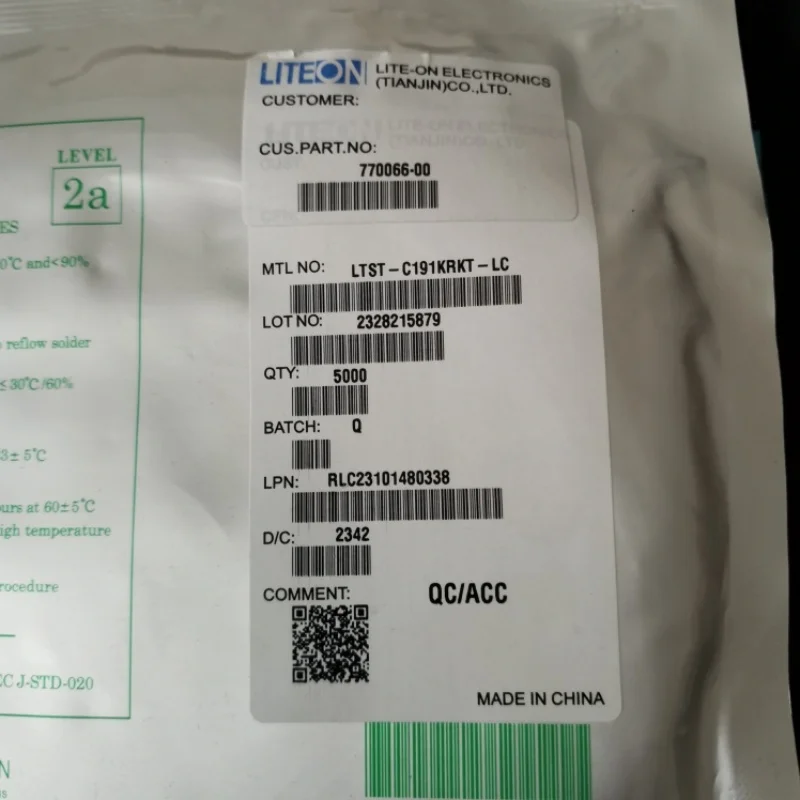 LITEON LITE-ON ELECTRONICS
(TIANJIN)CO.,LTD.
CUSTOMER:
CUS.PART.NO:
770066-00
MTL NO: LTST-C191KRKT-LC
LOT NO: 2328215879
QTY: 5000
BATCH: Q
LPN: RLC23101480338
D/C: 2342
COMMENT: QC/ACC
MADE IN CHINA
LEVEL
2a
ES
0℃ and<90%
reflow solder
≤ 30℃/60%
3± 5℃
urs at 60±5℃
igh temperature
rocedure
EC J-STD-020
N